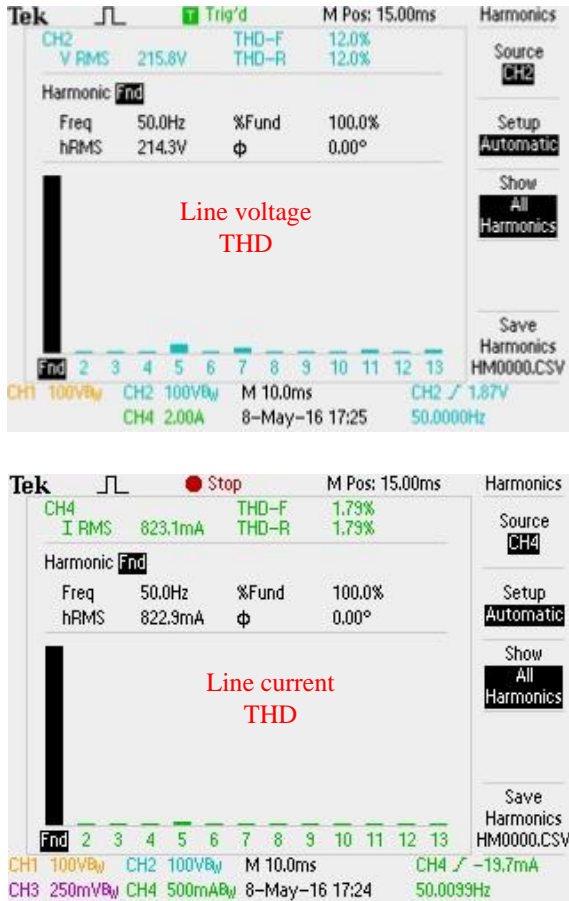 Tek Trig'd M Pos: 15.00ms Harmonics
CH2 THD-F 12.0%
V RMS 215.8V THD-R 12.0%
Source
CH2
Harmonic Fnd
Freq 50.0Hz %Fund 100.0%
hRMS 214.3V ϕ 0.00°
Setup
Automatic
Show
All
Harmonics
Line voltage
THD
Save
Harmonics
HM0000.CSV
Fnd 2 3 4 5 6 7 8 9 10 11 12 13
CH1 100VBW CH2 100VBW M 10.0ms CH2 / 1.87V
CH4 2.00A 8-May-16 17:25 50.0000Hz
Tek Stop M Pos: 15.00ms Harmonics
CH4 THD-F 1.79%
I RMS 823.1mA THD-R 1.79%
Source
CH4
Harmonic Fnd
Freq 50.0Hz %Fund 100.0%
hRMS 822.9mA ϕ 0.00°
Setup
Automatic
Show
All
Harmonics
Line current
THD
Save
Harmonics
HM0000.CSV
Fnd 2 3 4 5 6 7 8 9 10 11 12 13
CH1 100VBW CH2 100VBW M 10.0ms CH4 / -19.7mA
CH3 250mVBW CH4 500mABW 8-May-16 17:24 50.0099Hz